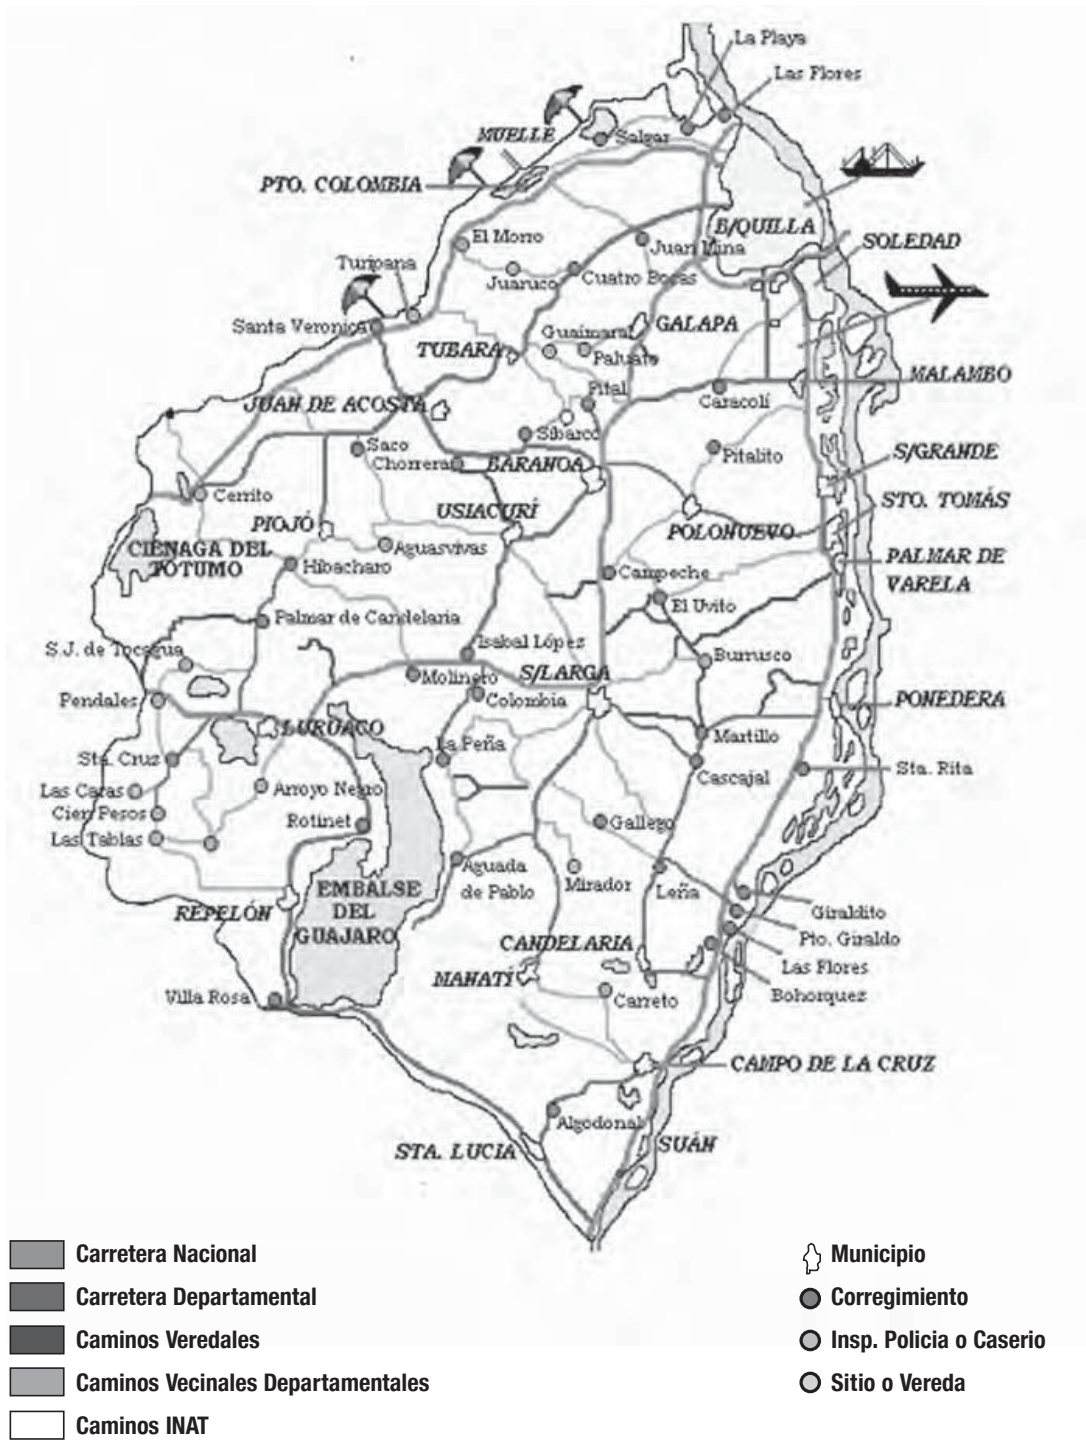 La Playa
Las Flores
MUELLE
Salgar
PTO. COLOMBIA
B/QUILLA
El Morro
Juan Mina
SOLEDAD
Turipana
Juaruco
Cuatro Bocas
Santa Veronica
Guaimaral
GALAPA
TUBARA
Paluato
MALAMBO
Pital
Caracolí
JUAN DE ACOSTA
Sibarco
Saco
Pitalito
S/GRANDE
Chorrera
BARANOA
Cerrito
STO. TOMÁS
USIACURÍ
PIOJÓ
POLONUEVO
CIÉNAGA DEL
TOTUMO
Aguasvivas
PALMAR DE
VARELA
Hibacharo
Campeche
El Uvito
Palmar de Candelaria
Isabal López
S.J. de Tocagua
Burrusco
Molinero
S/LARGA
Pendales
Colombia
PONEDERA
LURUACO
Martillo
La Peña
Sta. Cruz
Cascajal
Sta. Rita
Las Caras
Arroyo Negro
Cien Pesos
Rotinet
Gallego
Las Tablas
Aguada
de Pablo
Mirador
Leña
EMBALSE
DEL
GUAJARO
REPELÓN
Giraldito
Pto. Giraldo
CANDELARIA
Las Flores
MANATÍ
Villa Rosa
Carreto
Bohorquez
CAMPO DE LA CRUZ
Algodonal
STA. LUCIA
SUÁN
Carretera Nacional
Carretera Departamental
Caminos Veredales
Caminos Vecinales Departamentales
Caminos INAT
Municipio
Corregimiento
Insp. Policia o Caserio
Sitio o Vereda